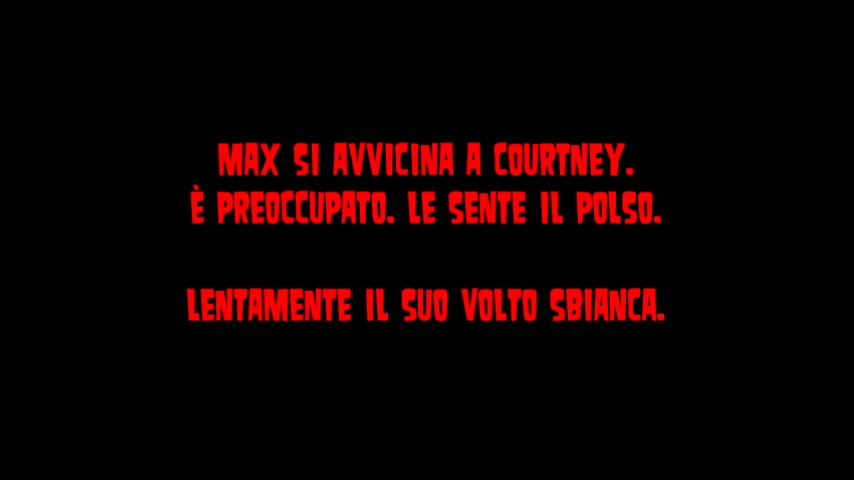 MAX SI AVVICINA A COURTNEY.
È PREOCCUPATO. LE SENTE IL POLSO.
LENTAMENTE IL SUO VOLTO SBIANCA.